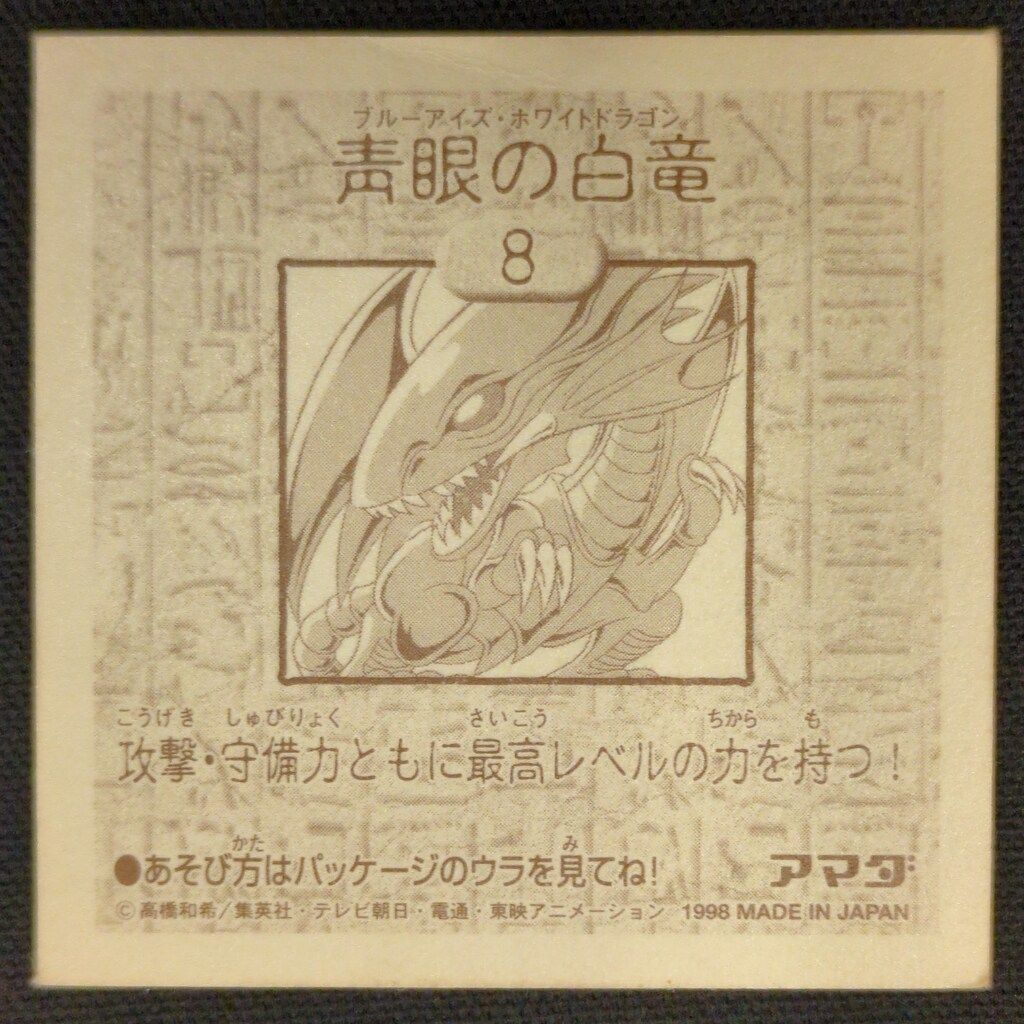 ブルーアイズ・ホワイトドラゴン
青眼の白竜
8
こうげき しゅびりょく さいこう ちから も
攻撃・守備力ともに最高レベルの力を持つ!
かた み
●あそび方はパッケージのウラを見てね!
アマダ
©高橋和希/集英社・テレビ朝日・電通・東映アニメーション 1998 MADE IN JAPAN